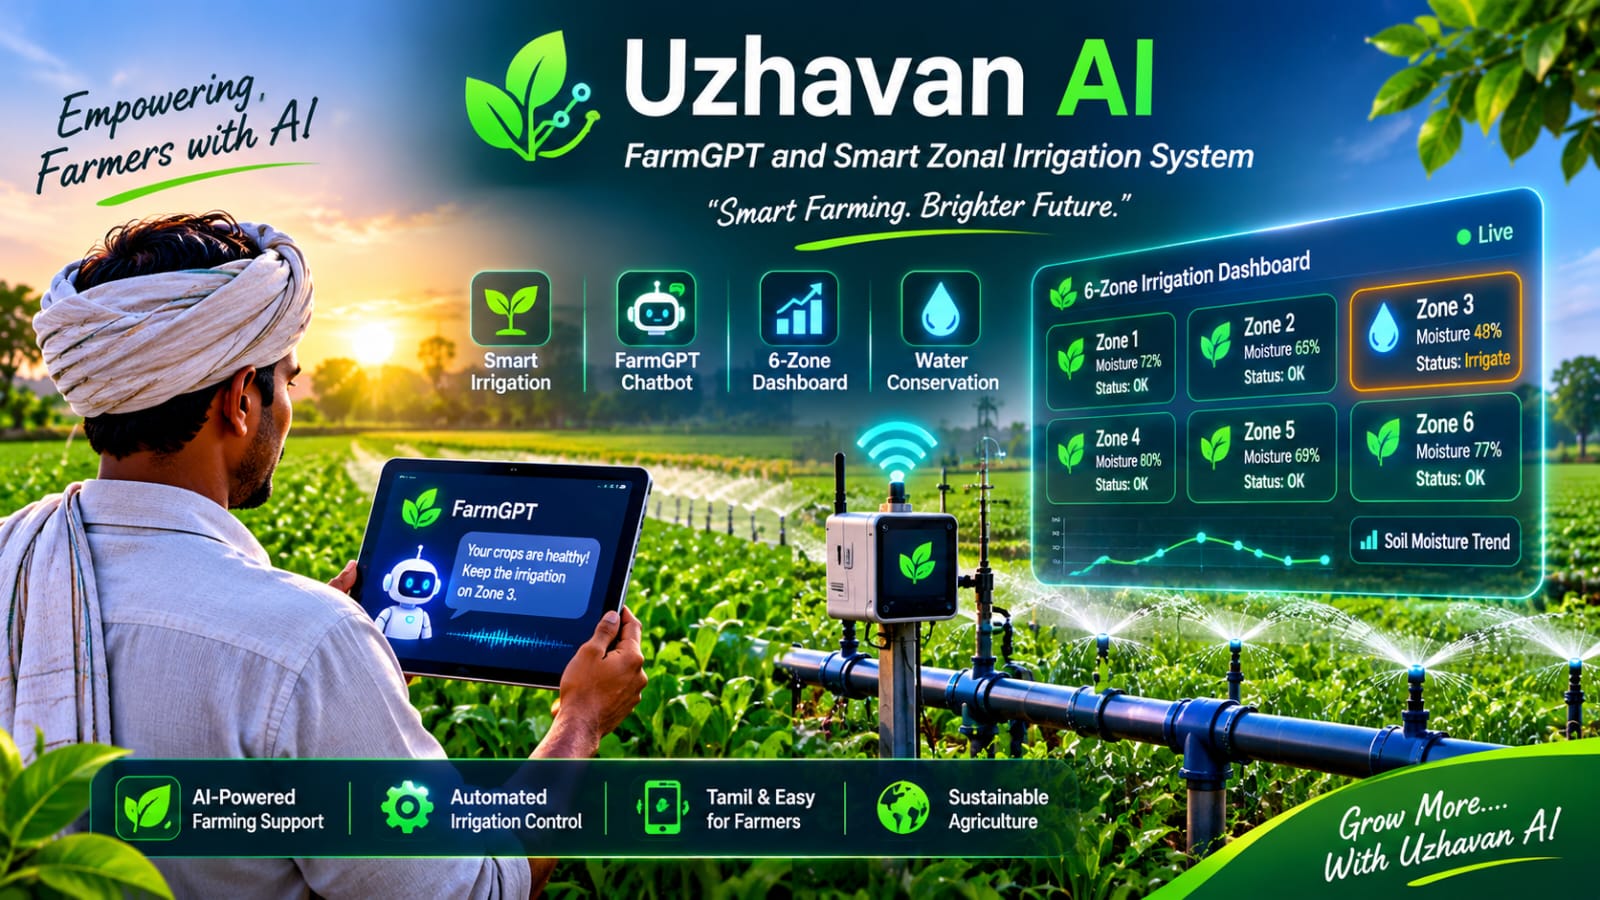 Empowering
Farmers with AI
Uzhavan AI
FarmGPT and Smart Zonal Irrigation System
“Smart Farming. Brighter Future.”
Smart
Irrigation
FarmGPT
Chatbot
6-Zone
Dashboard
Water
Conservation
Live
6-Zone Irrigation Dashboard
Zone 1
Moisture 72%
Status: OK
Zone 2
Moisture 65%
Status: OK
Zone 3
Moisture 48%
Status: Irrigate
Zone 4
Moisture 80%
Status: OK
Zone 5
Moisture 69%
Status: OK
Zone 6
Moisture 77%
Status: OK
Soil Moisture Trend
FarmGPT
Your crops are healthy!
Keep the irrigation
on Zone 3.
AI-Powered
Farming Support
Automated
Irrigation Control
Tamil & Easy
for Farmers
Sustainable
Agriculture
Grow More....
With Uzhavan AI